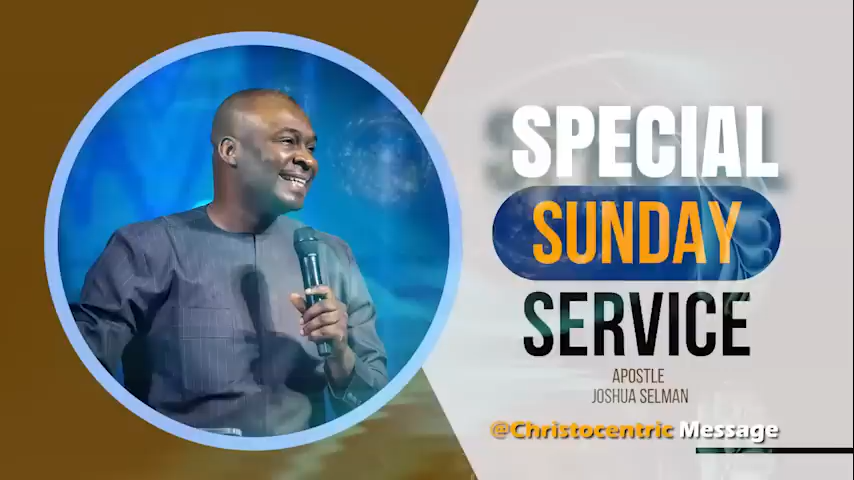 SPECIAL
SUNDAY
SERVICE
APOSTLE
JOSHUA SELMAN
@Christocentric Message